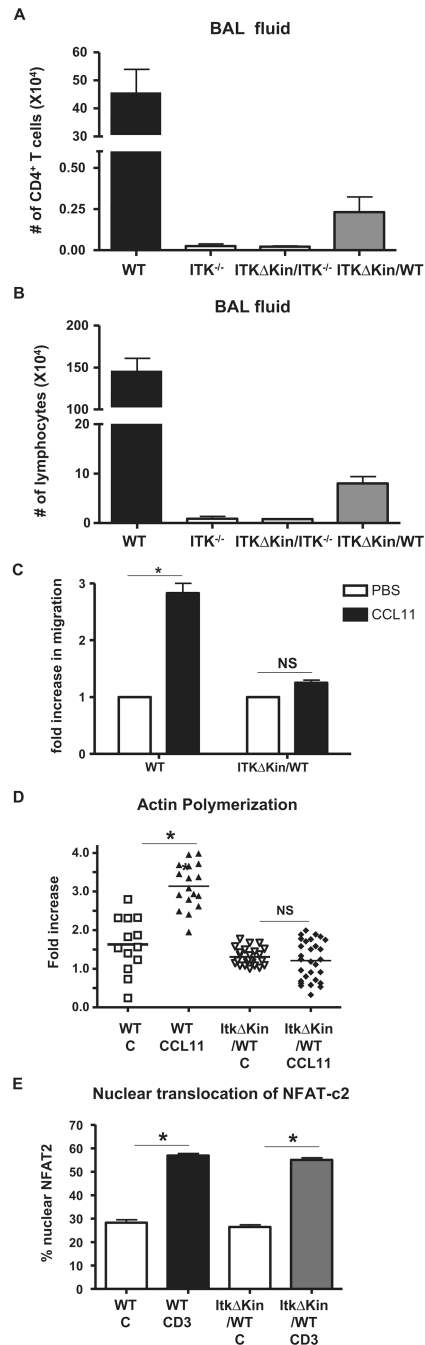 A
BAL fluid
# of CD4⁺ T cells (X10⁴)
60
50
40
30
0.50
0.25
0.00
WT ITK⁻/⁻ ITKΔKin/ITK⁻/⁻ ITKΔKin/WT
B
BAL fluid
# of lymphocytes (X10⁴)
200
150
100
20
10
0
WT ITK⁻/⁻ ITKΔKin/ITK⁻/⁻ ITKΔKin/WT
C
fold increase in migration
3
2
1
0
*
NS
PBS
CCL11
WT ITKΔKin/WT
D
Actin Polymerization
Fold increase
4.0
3.0
2.0
1.0
0.0
*
NS
WT WT ItkΔKin ItkΔKin
C CCL11 /WT /WT
C CCL11
E
Nuclear translocation of NFAT-c2
% nuclear NFAT2
70
60
50
40
30
20
10
0
*
*
WT WT ItkΔKin ItkΔKin
C CD3 /WT /WT
C CD3